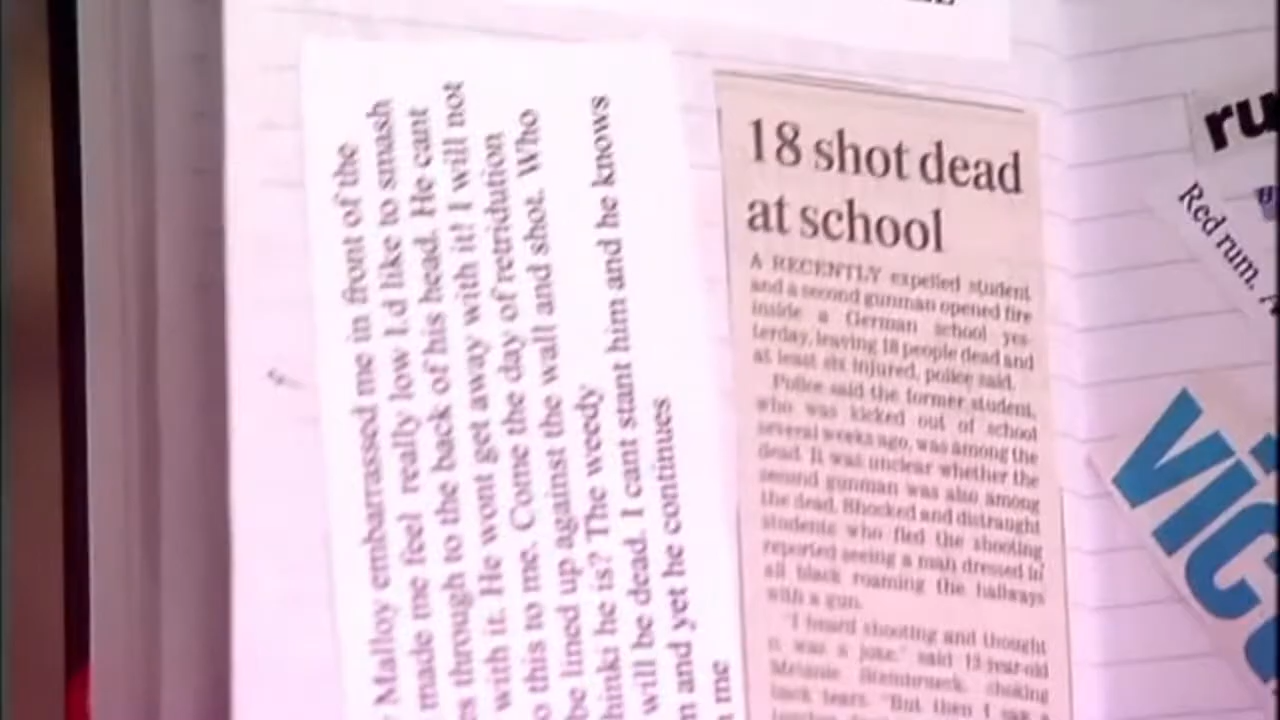 Malloy embarrassed me in front of the
made me feel really low I.d like to smash
through to the back of his head. He cant
with it. He wont get away with it! I will not
this to me. Come the day of retridution
be lined up against the wall and shot. Who
he is? The weedy
will be dead. I cant stant him and he knows
and yet he continues
me
18 shot dead
at school
A RECENTLY expelled student
and a second gunman opened fire
inside a German school yes-
terday, leaving 18 people dead and
at least six injured, police said.
Police said the former student,
who was kicked out of school
several weeks ago, was among the
dead. It was unclear whether the
second gunman was also among
the dead. Shocked and distraught
students who fled the shooting
reported seeing a man dressed in
all black roaming the hallways
with a gun.
"I heard shooting and thought
it was a joke," said 13-year-old
Melanie choking
back tears. "But then I saw a
ru
Red rum.
Vic